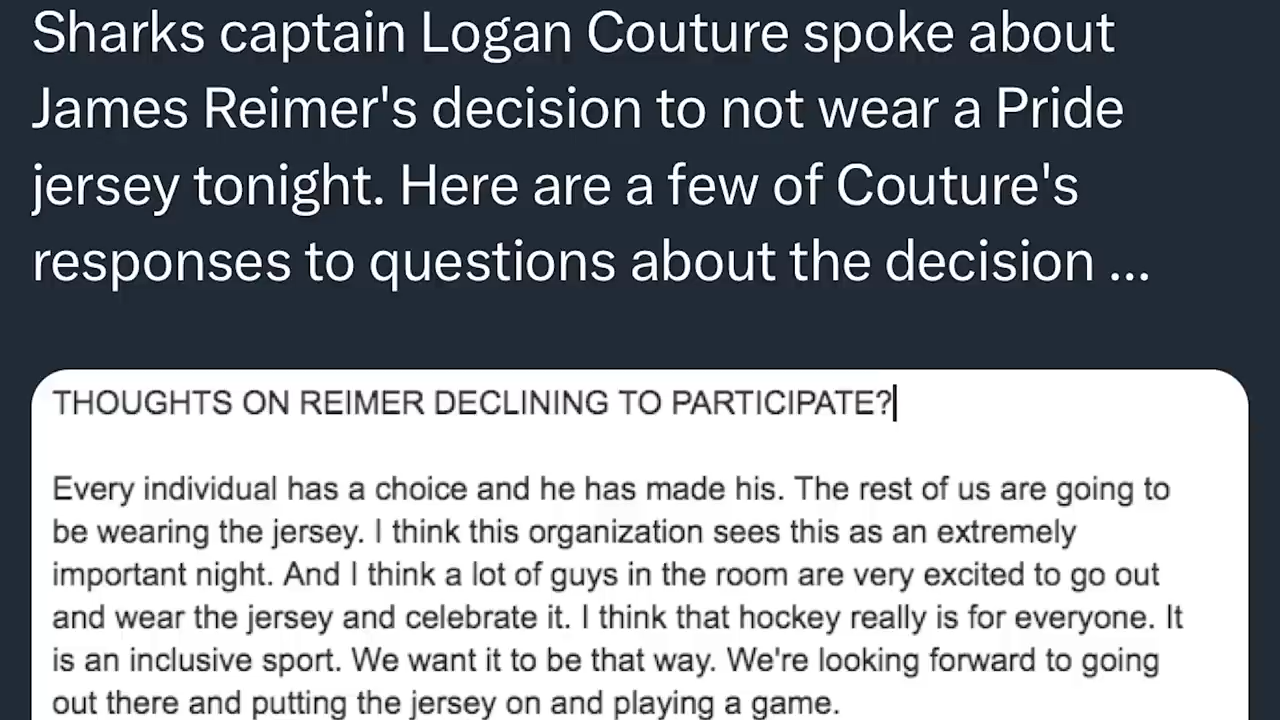 Sharks captain Logan Couture spoke about
James Reimer's decision to not wear a Pride
jersey tonight. Here are a few of Couture's
responses to questions about the decision ...
THOUGHTS ON REIMER DECLINING TO PARTICIPATE?
Every individual has a choice and he has made his. The rest of us are going to
be wearing the jersey. I think this organization sees this as an extremely
important night. And I think a lot of guys in the room are very excited to go out
and wear the jersey and celebrate it. I think that hockey really is for everyone. It
is an inclusive sport. We want it to be that way. We're looking forward to going
out there and putting the jersey on and playing a game.